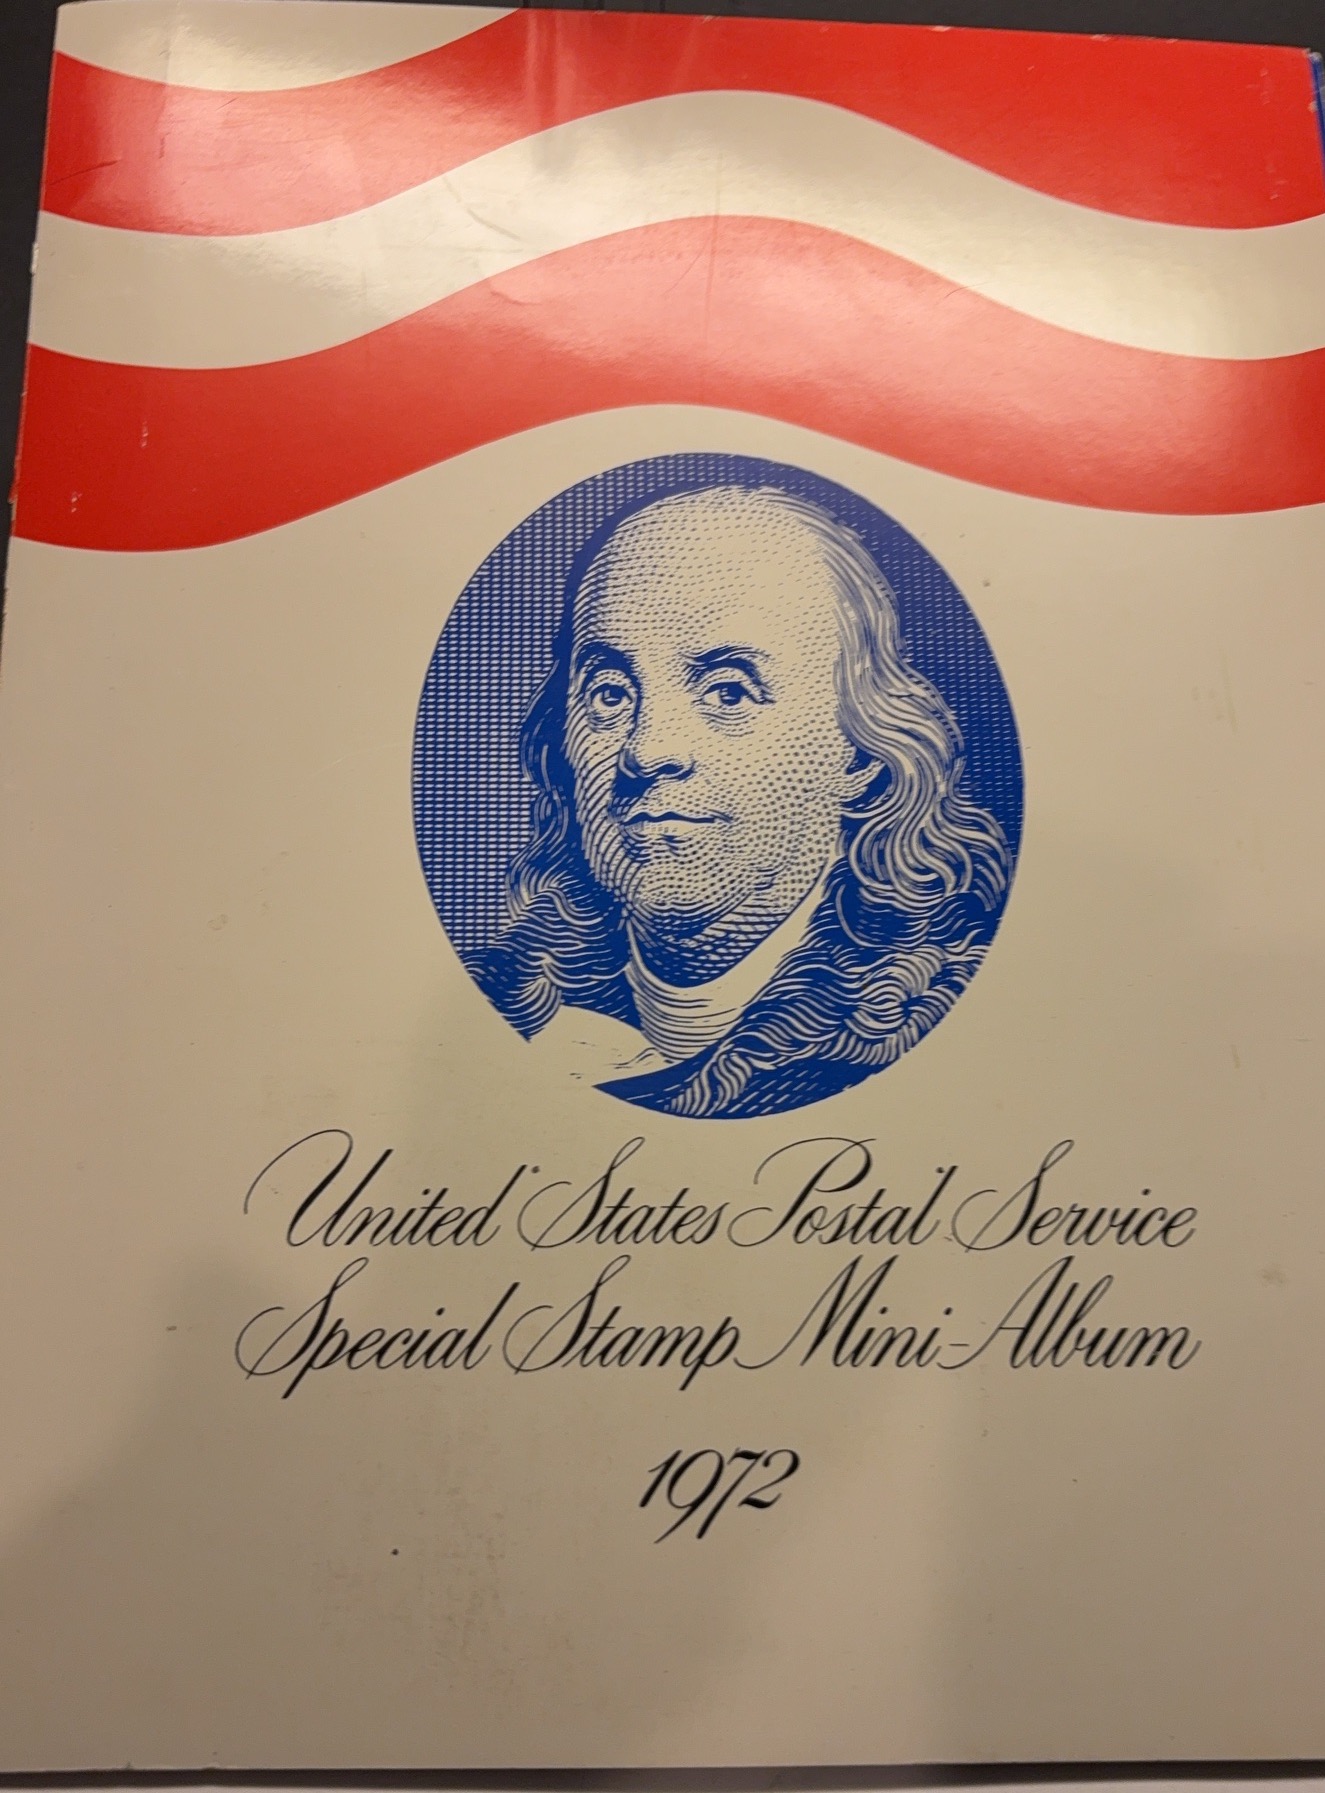 United States Postal Service
Special Stamp Mini-Album
1972